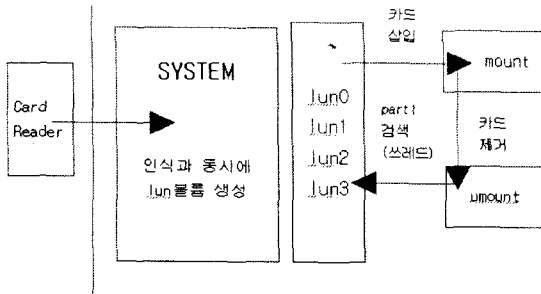 Card
Reader
SYSTEM
인식과 동시에
lun볼륨 생성
lun0
lun1
lun2
lun3
카드
삽입
part1
검색
(쓰레드)
mount
카드
제거
umount